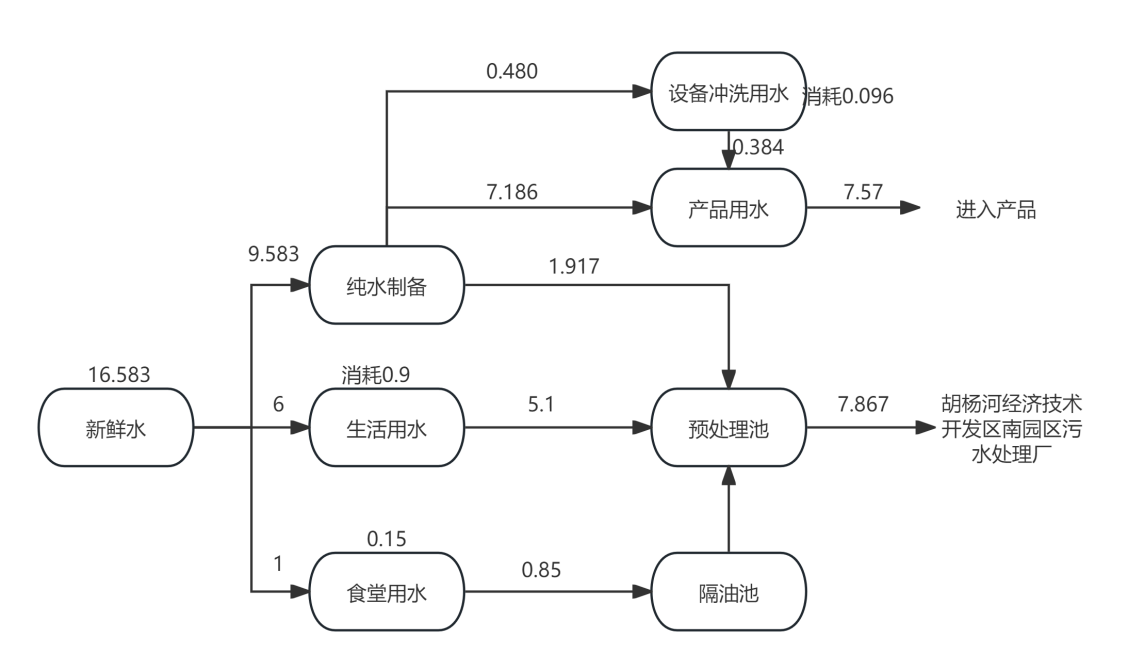 0.480
设备冲洗用水
消耗0.096
0.384
7.186
产品用水
7.57
进入产品
9.583
纯水制备
1.917
16.583
新鲜水
消耗0.9
6
生活用水
5.1
预处理池
7.867
胡杨河经济技术
开发区南园区污
水处理厂
0.15
1
食堂用水
0.85
隔油池